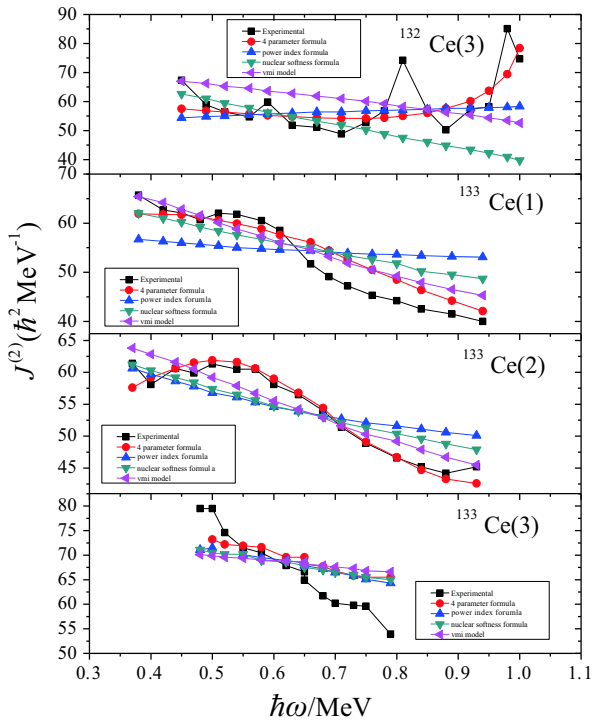 90
80
70
60
50
40
Experimental
4 parameter formula
power index formula
nuclear softness formula
vmi model
¹³² Ce(3)
60
50
40
¹³³ Ce(1)
Experimental
4 parameter formula
power index forumla
nuclear softness formula
vmi model
65
60
55
50
45
¹³³ Ce(2)
Experimental
4 parameter formula
power index forumla
nuclear softness formul a
vmi model
80
75
70
65
60
55
50
¹³³ Ce(3)
Experimental
4 parameter formula
power index forumla
nuclear softness formula
vmi model
0.3 0.4 0.5 0.6 0.7 0.8 0.9 1.0 1.1
ħω/MeV
J⁽²⁾(ħ² MeV⁻¹)